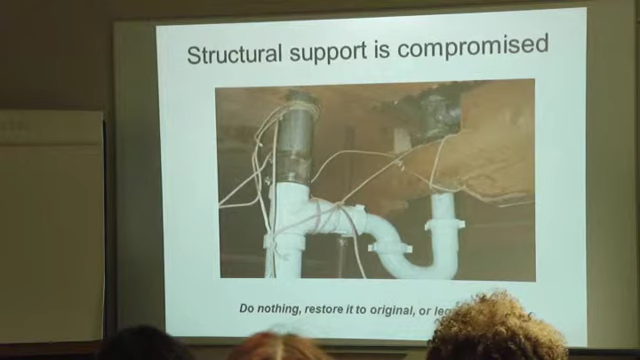 Structural support is compromised
Do nothing, restore it to original, or